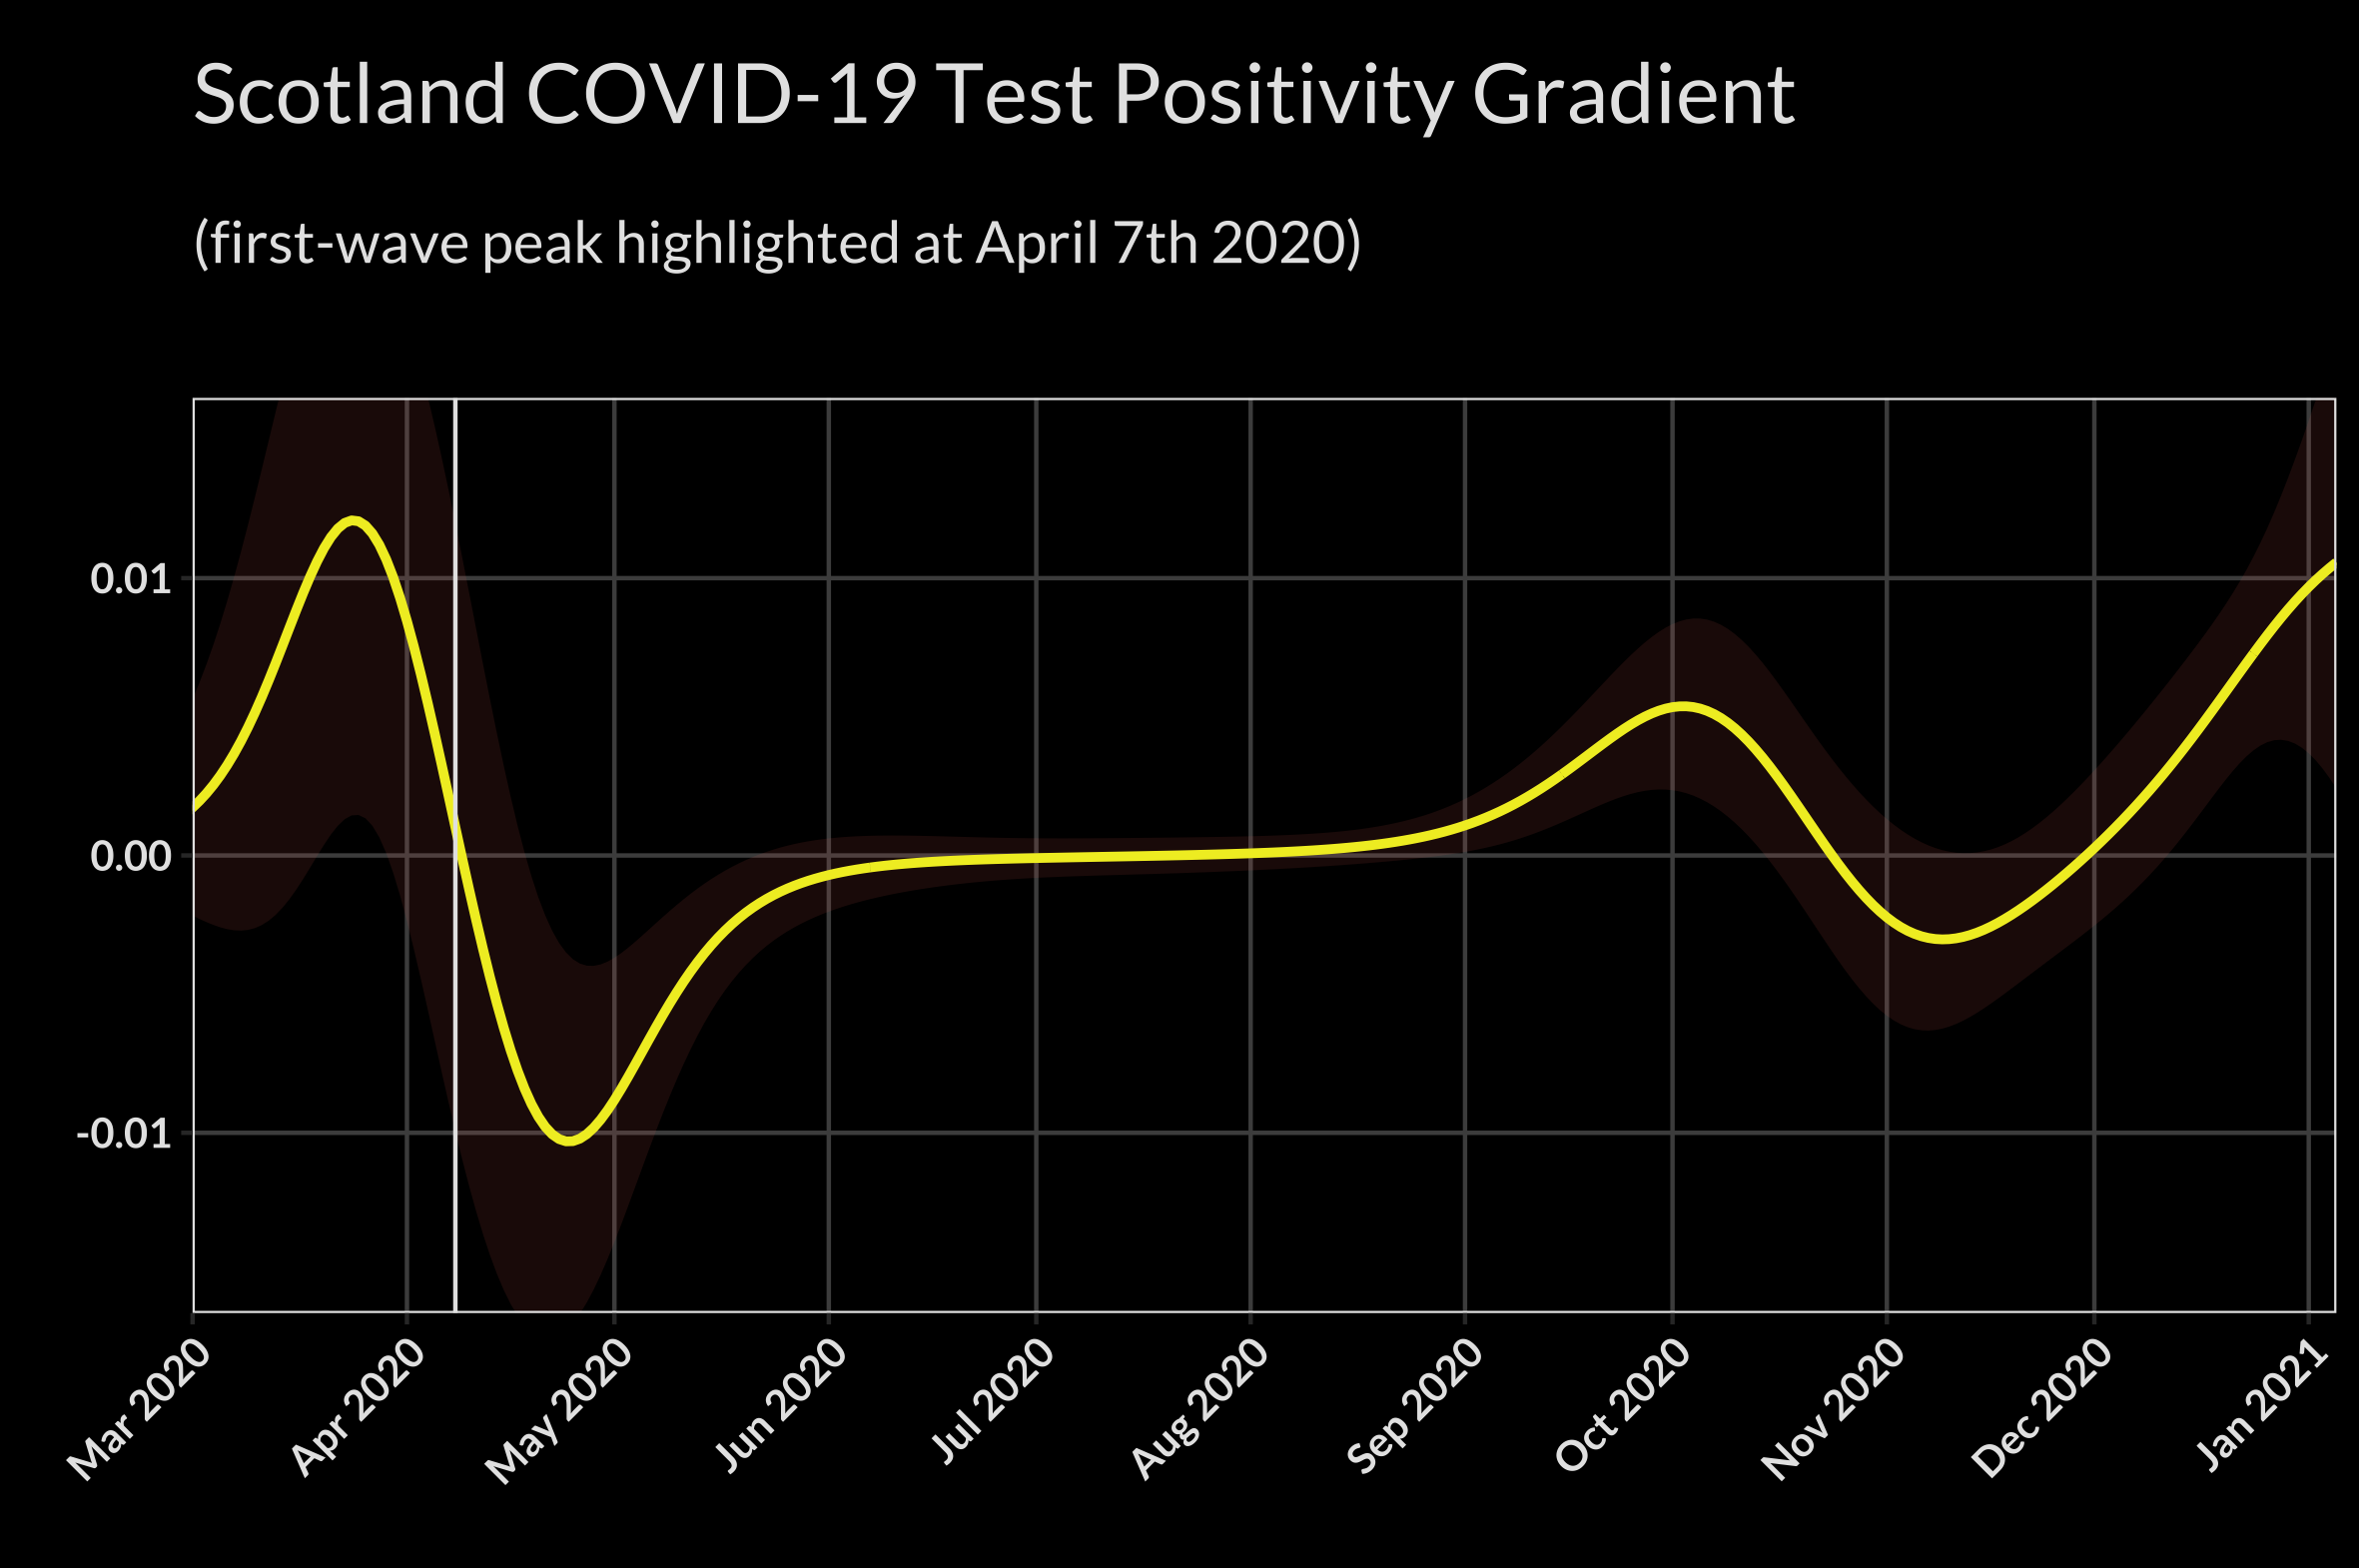 Scotland COVID-19 Test Positivity Gradient
(first-wave peak highlighted at April 7th 2020)
0.01
0.00
-0.01
Mar 2020
Apr 2020
May 2020
Jun 2020
Jul 2020
Aug 2020
Sep 2020
Oct 2020
Nov 2020
Dec 2020
Jan 2021